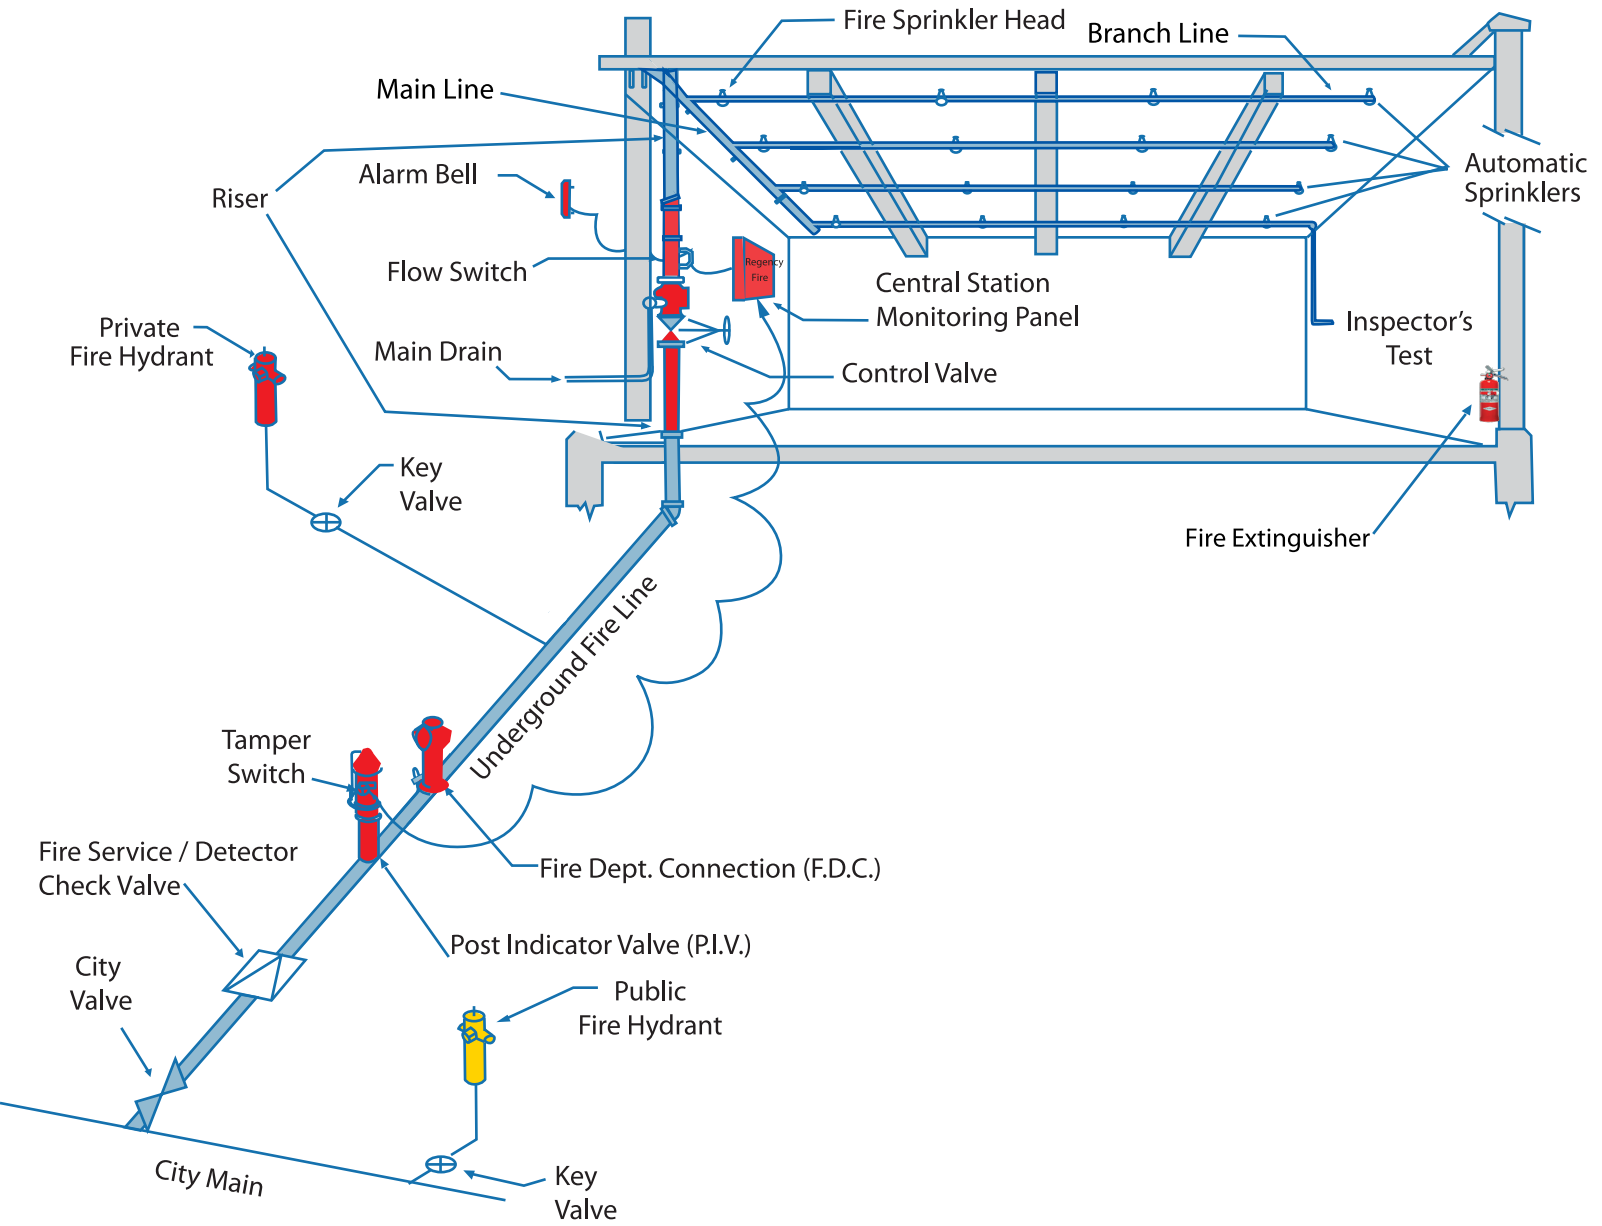 Fire Sprinkler Head
Branch Line
Main Line
Alarm Bell
Automatic
Sprinklers
Riser
Flow Switch
Regency
Fire
Central Station
Monitoring Panel
Private
Fire Hydrant
Inspector's
Test
Main Drain
Control Valve
Key
Valve
Fire Extinguisher
Underground Fire Line
Tamper
Switch
Fire Service / Detector
Check Valve
Fire Dept. Connection (F.D.C.)
Post Indicator Valve (P.I.V.)
City
Valve
Public
Fire Hydrant
City Main
Key
Valve